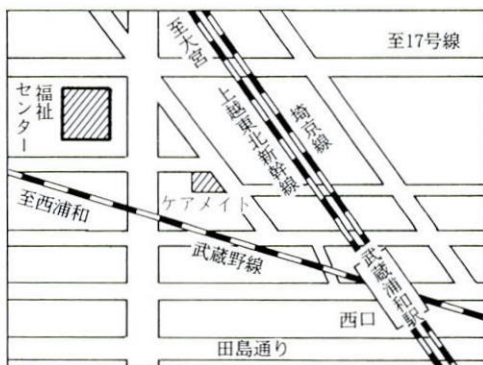 至大宮
至17号線
福祉
センター
上越東北新幹線
埼京線
ケアメイト
至西浦和
武蔵野線
武蔵浦和駅
西口
田島通り